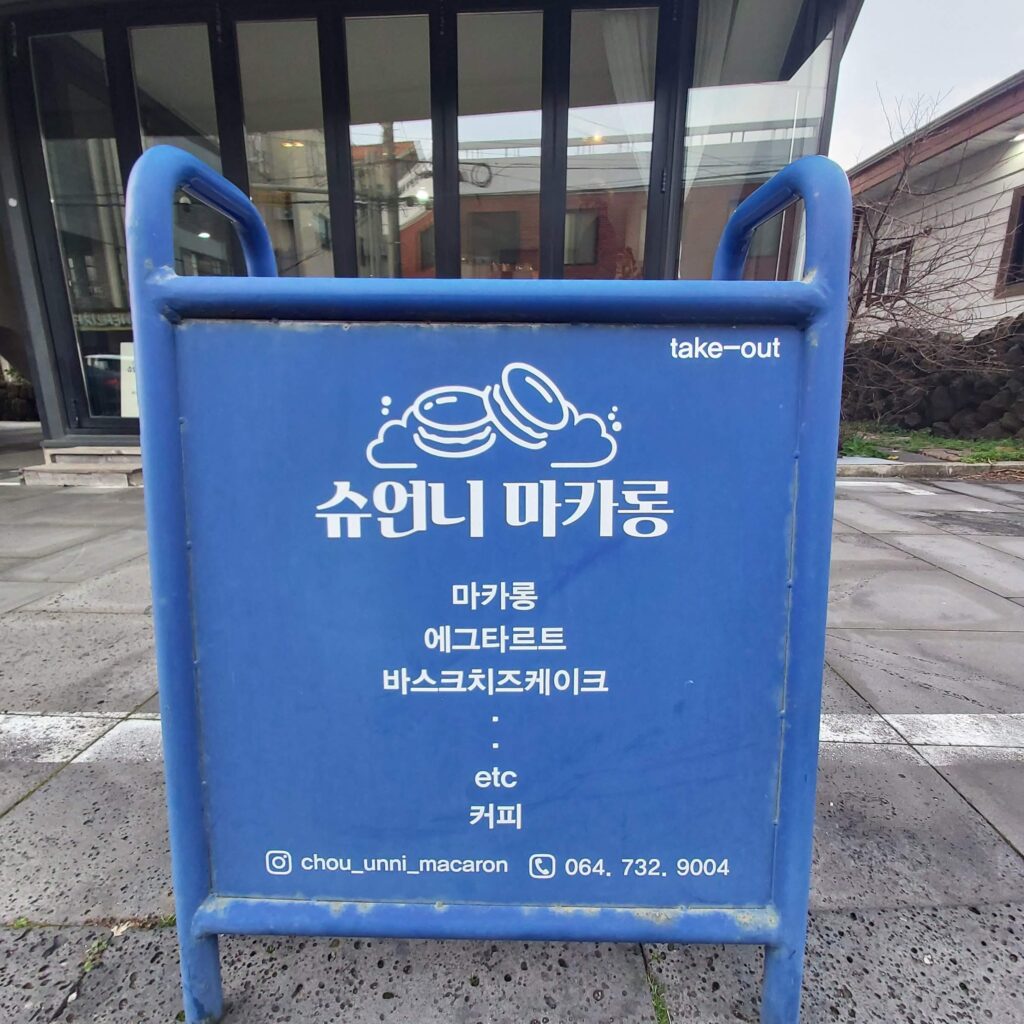 take-out
슈언니 마카롱
마카롱
에그타르트
바스크치즈케이크
.
.
etc
커피
chou_unni_macaron 064. 732. 9004